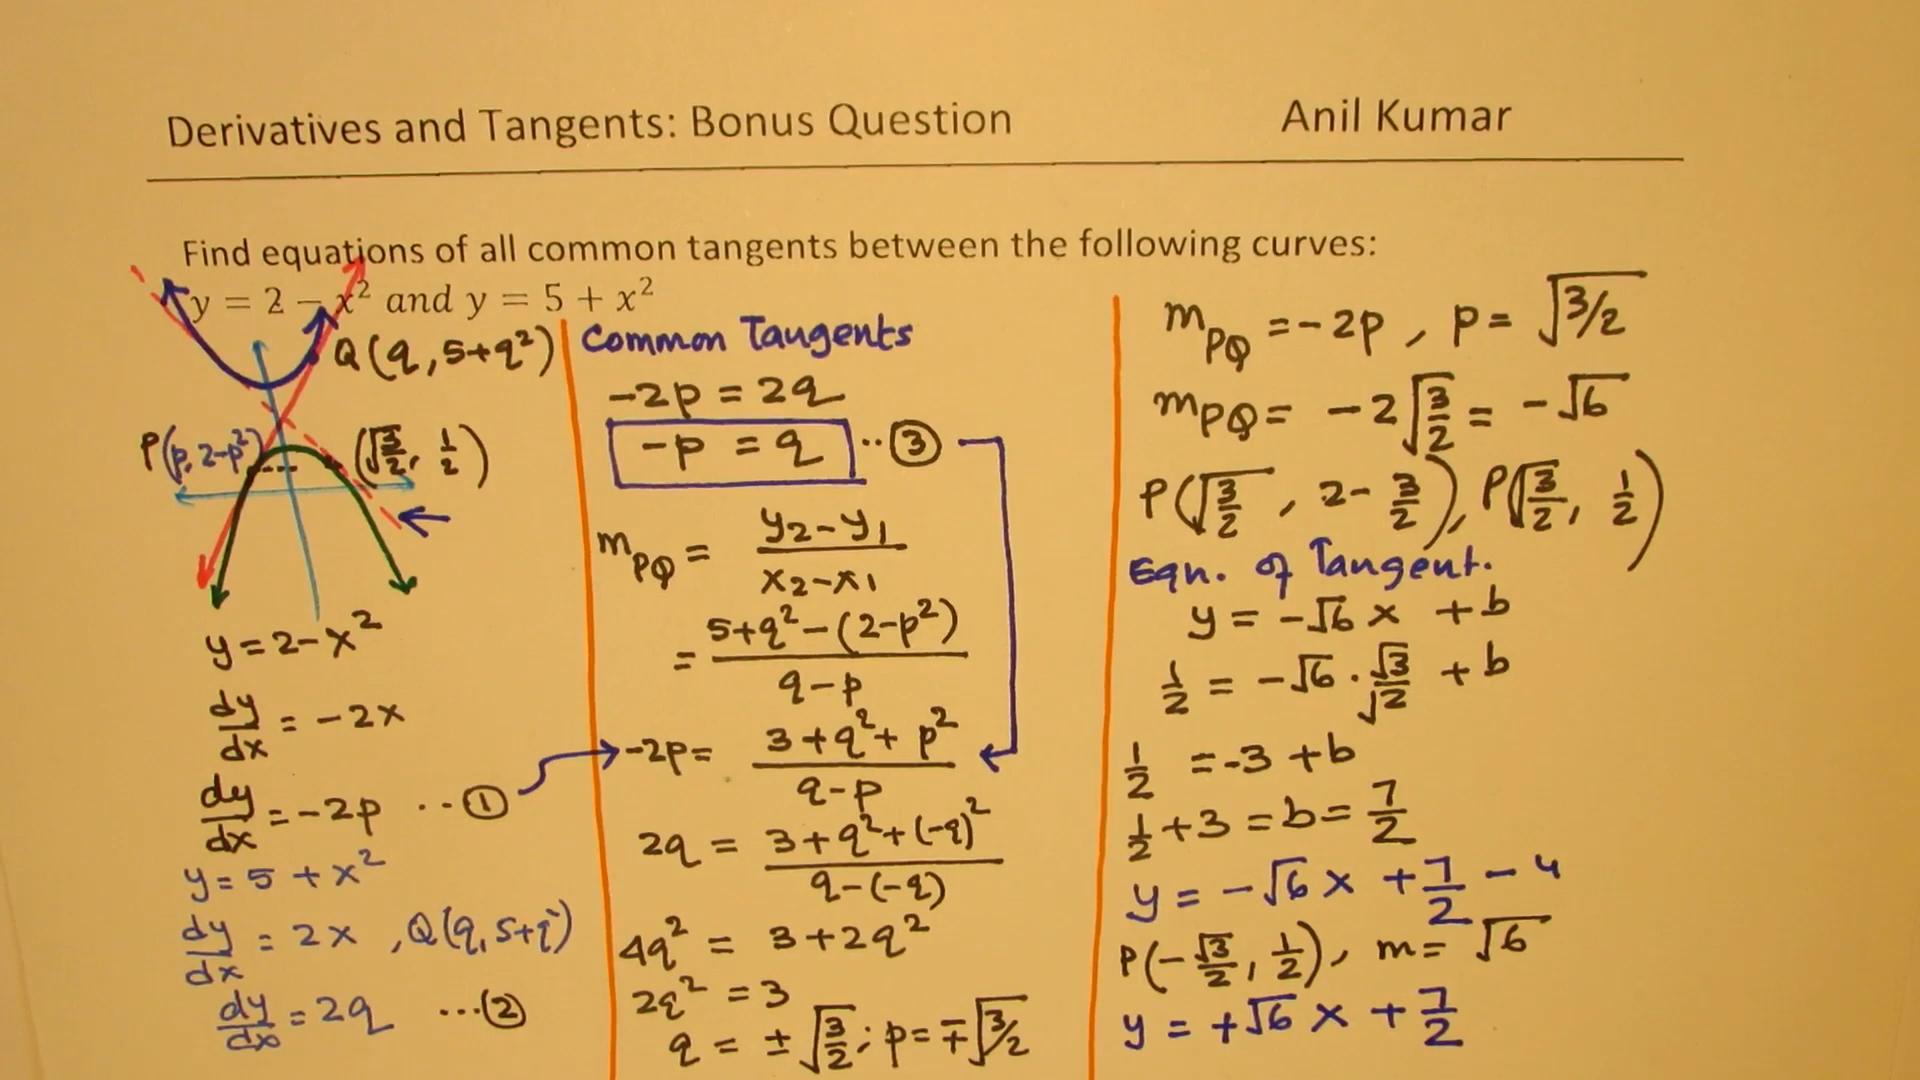 Derivatives and Tangents: Bonus Question Anil Kumar
Find equations of all common tangents between the following curves:
y = 2 − x² and y = 5 + x²
Q(q, 5+q²)
P(p, 2-p²)
(√3/2, 1/2)
y = 2-x²
dy/dx = -2x
dy/dx = -2p ..①
y = 5 + x²
dy/dx = 2x , Q(q, 5+q²)
dy/dx = 2q ...②
Common Tangents
-2p = 2q
-p = q ..③
m_PQ = (y₂-y₁)/(x₂-x₁)
= (5+q²-(2-p²))/(q-p)
-2p = (3+q²+p²)/(q-p)
2q = (3+q²+(-q)²)/(q-(-q))
4q² = 3+2q²
2q² = 3
q = ±√(3/2) ; p = ∓√(3/2)
m_PQ = -2p , p = √(3/2)
m_PQ = -2√(3/2) = -√6
P(√(3/2), 2-3/2), P(√(3/2), 1/2)
Eqn. of Tangent.
y = -√6 x + b
1/2 = -√6 · √3/√2 + b
1/2 = -3 + b
1/2 + 3 = b = 7/2
y = -√6 x + 7/2 - 4
P(-√3/2, 1/2), m = √6
y = +√6 x + 7/2